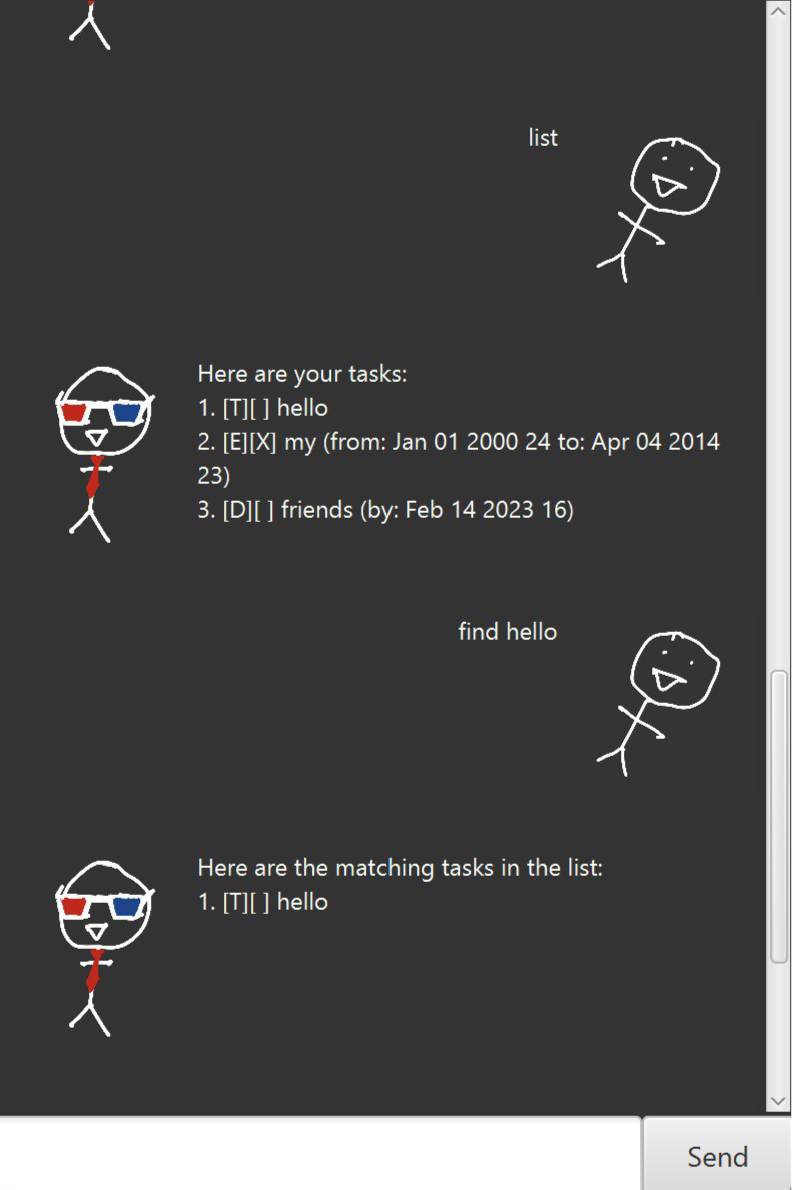 list
Here are your tasks:
1. [T][ ] hello
2. [E][X] my (from: Jan 01 2000 24 to: Apr 04 2014
23)
3. [D][ ] friends (by: Feb 14 2023 16)
find hello
Here are the matching tasks in the list:
1. [T][ ] hello
Send